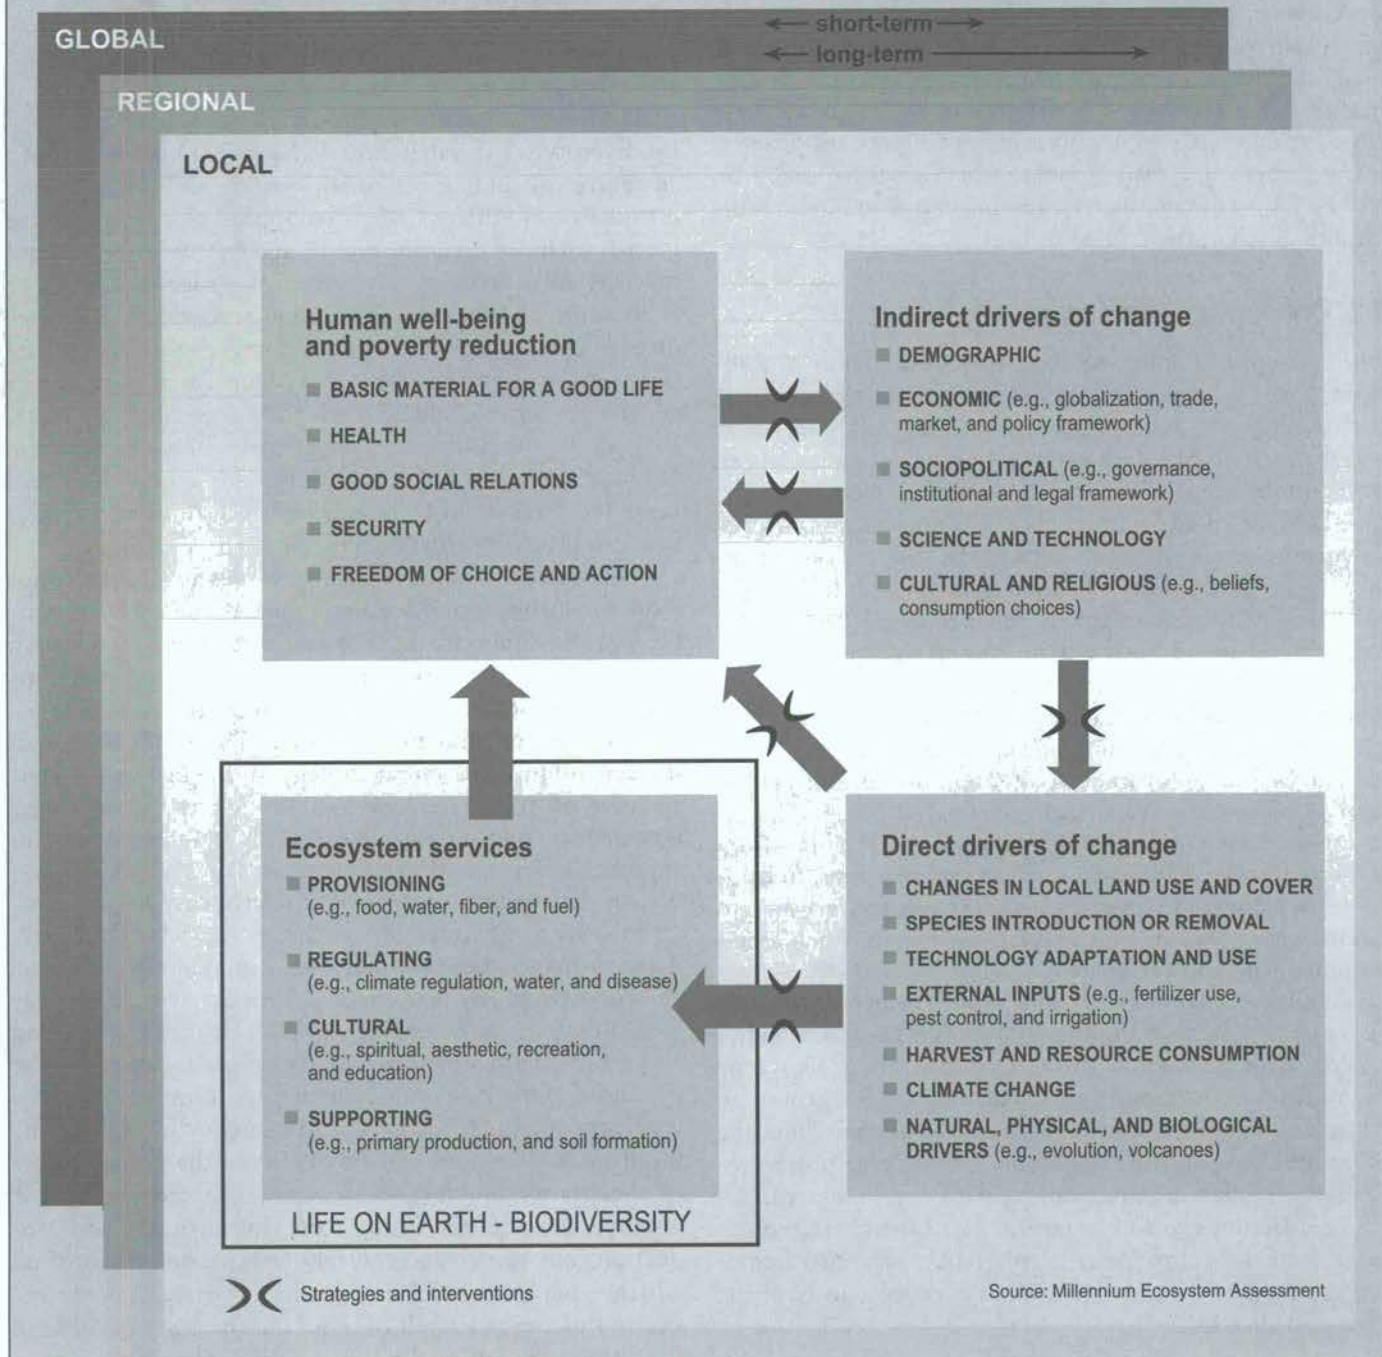 GLOBAL
short-term
long-term
REGIONAL
LOCAL
Human well-being
and poverty reduction
BASIC MATERIAL FOR A GOOD LIFE
HEALTH
GOOD SOCIAL RELATIONS
SECURITY
FREEDOM OF CHOICE AND ACTION
Indirect drivers of change
DEMOGRAPHIC
ECONOMIC (e.g., globalization, trade,
market, and policy framework)
SOCIOPOLITICAL (e.g., governance,
institutional and legal framework)
SCIENCE AND TECHNOLOGY
CULTURAL AND RELIGIOUS (e.g., beliefs,
consumption choices)
Ecosystem services
PROVISIONING
(e.g., food, water, fiber, and fuel)
REGULATING
(e.g., climate regulation, water, and disease)
CULTURAL
(e.g., spiritual, aesthetic, recreation,
and education)
SUPPORTING
(e.g., primary production, and soil formation)
LIFE ON EARTH - BIODIVERSITY
Direct drivers of change
CHANGES IN LOCAL LAND USE AND COVER
SPECIES INTRODUCTION OR REMOVAL
TECHNOLOGY ADAPTATION AND USE
EXTERNAL INPUTS (e.g., fertilizer use,
pest control, and irrigation)
HARVEST AND RESOURCE CONSUMPTION
CLIMATE CHANGE
NATURAL, PHYSICAL, AND BIOLOGICAL
DRIVERS (e.g., evolution, volcanoes)
Strategies and interventions
Source: Millennium Ecosystem Assessment